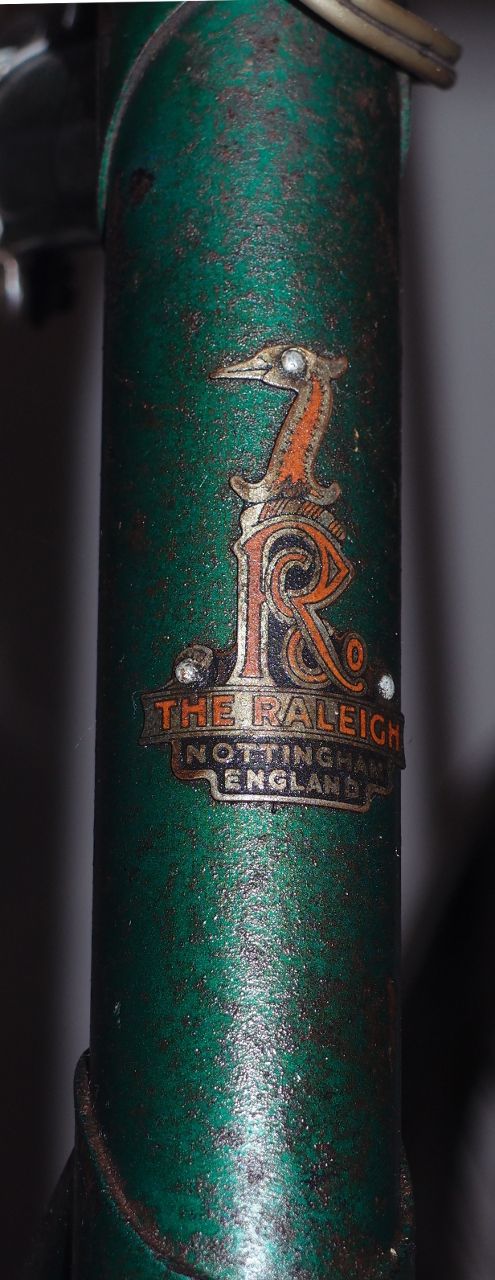 R Co
THE RALEIGH
NOTTINGHAM
ENGLAND